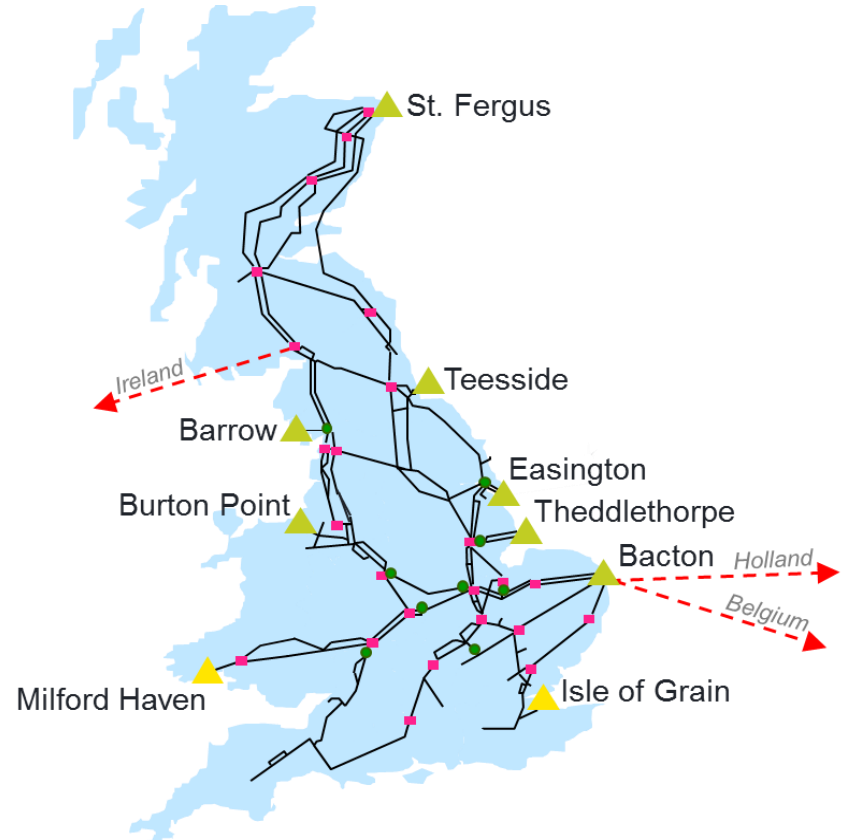 St. Fergus
Ireland
Teesside
Barrow
Easington
Burton Point
Theddlethorpe
Bacton
Holland
Belgium
Milford Haven
Isle of Grain